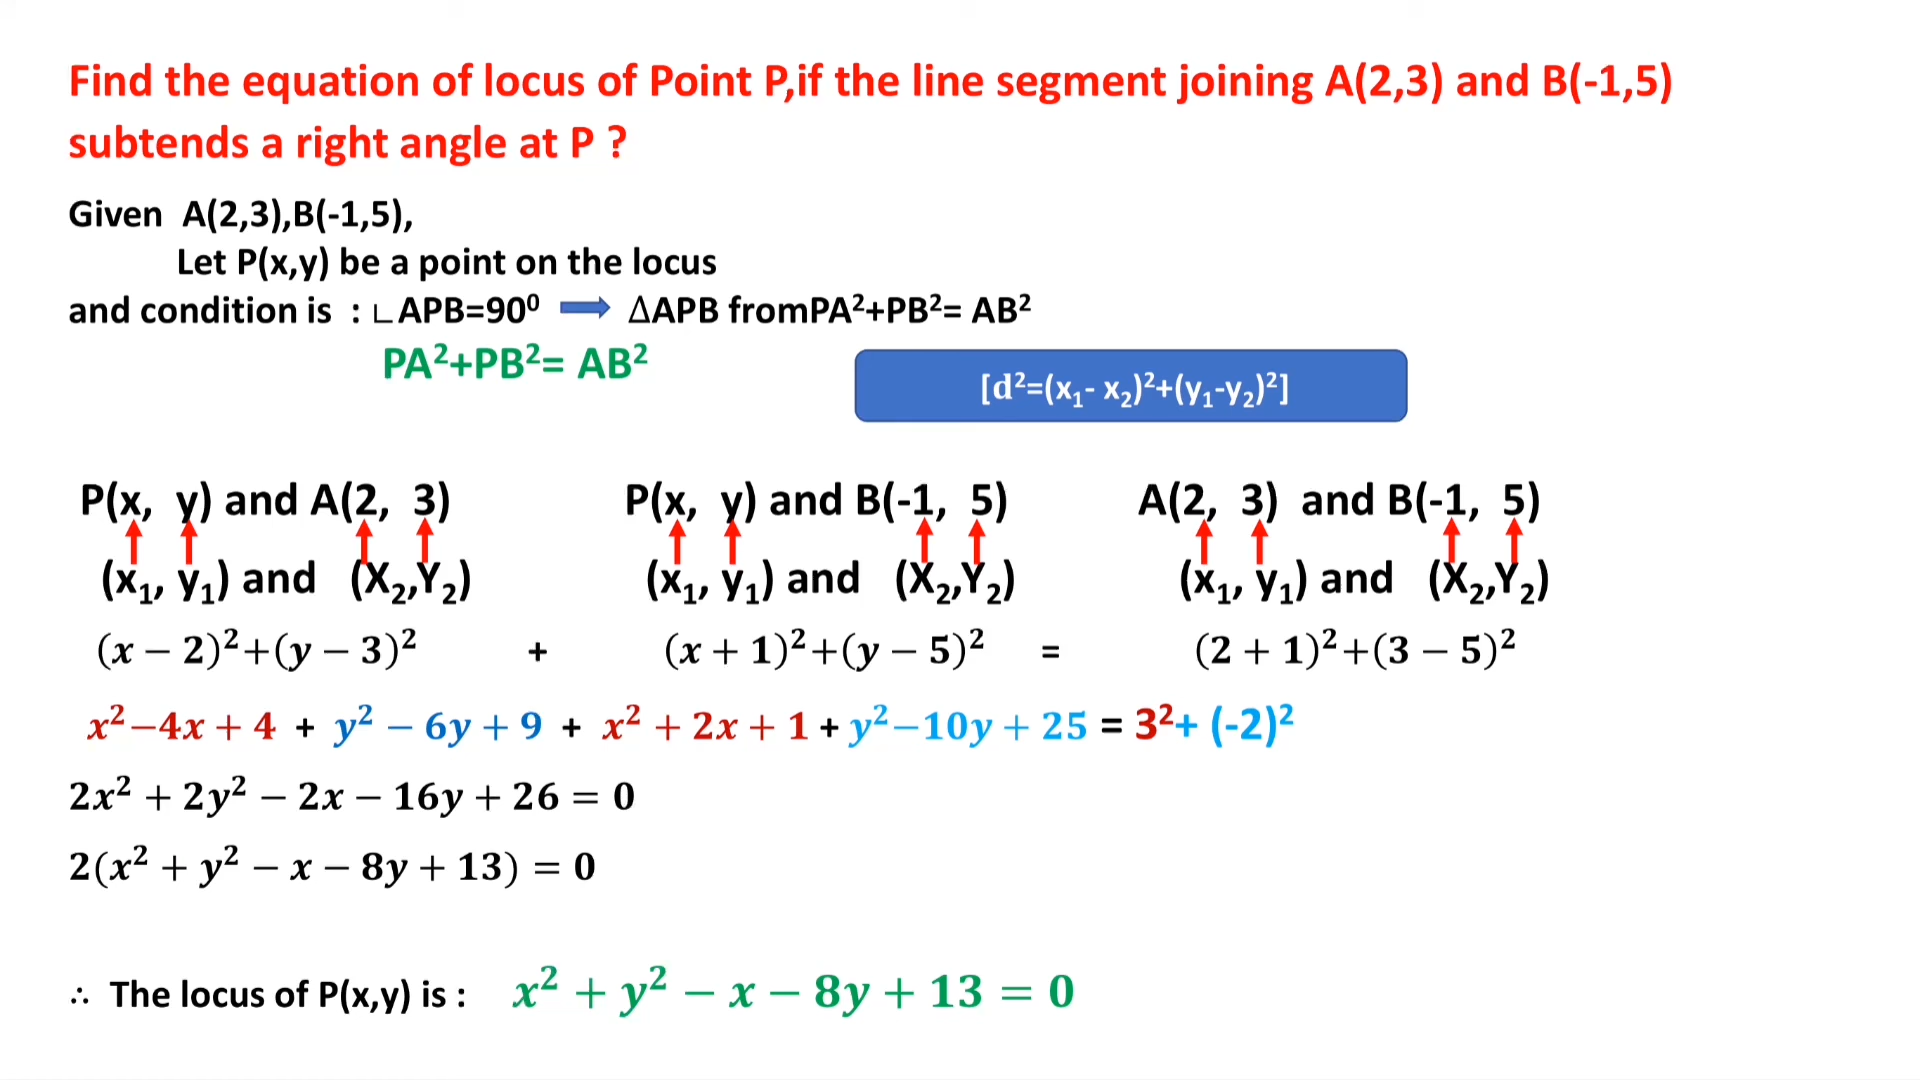 Find the equation of locus of Point P,if the line segment joining A(2,3) and B(-1,5)
subtends a right angle at P ?
Given A(2,3),B(-1,5),
Let P(x,y) be a point on the locus
and condition is : ∟APB=90⁰ ΔAPB fromPA²+PB²= AB²
PA²+PB²= AB²
[d²=(x₁- x₂)²+(y₁-y₂)²]
P(x, y) and A(2, 3) P(x, y) and B(-1, 5) A(2, 3) and B(-1, 5)
(x₁, y₁) and (X₂,Y₂) (x₁, y₁) and (X₂,Y₂) (x₁, y₁) and (X₂,Y₂)
(x − 2)²+(y − 3)² + (x + 1)²+(y − 5)² = (2 + 1)²+(3 − 5)²
x²−4x + 4 + y² − 6y + 9 + x² + 2x + 1 + y²−10y + 25 = 3²+ (-2)²
2x² + 2y² − 2x − 16y + 26 = 0
2(x² + y² − x − 8y + 13) = 0
∴ The locus of P(x,y) is : x² + y² − x − 8y + 13 = 0